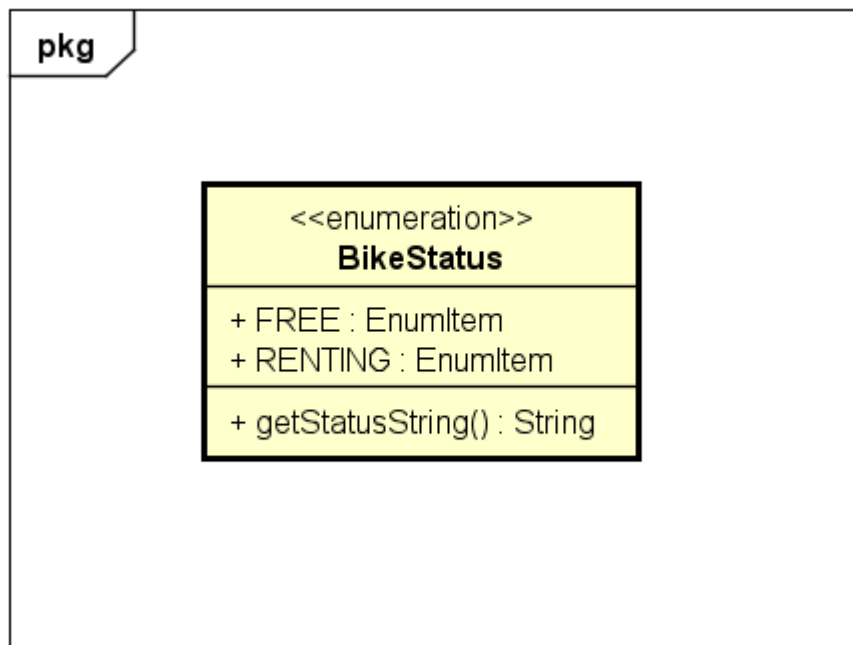 pkg
<<enumeration>>
BikeStatus
+ FREE : EnumItem
+ RENTING : EnumItem
+ getStatusString() : String